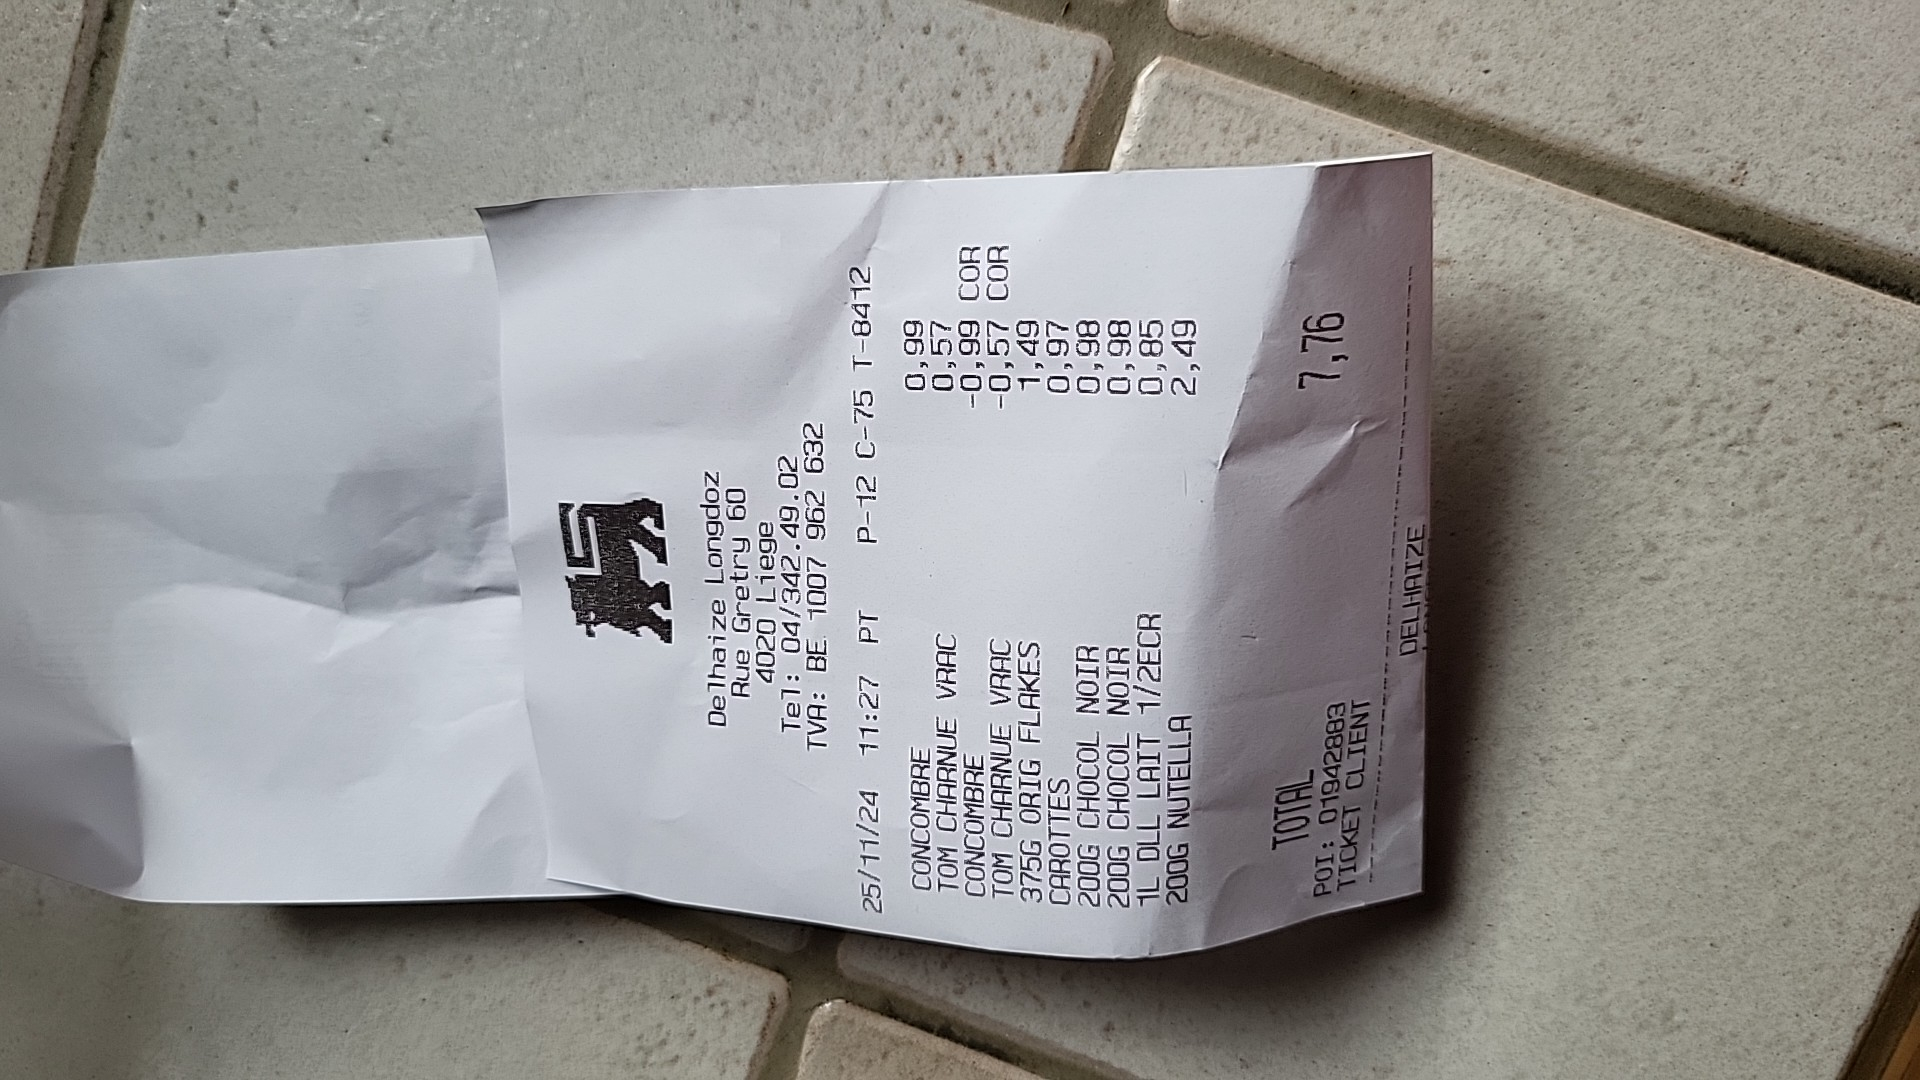 Delhaize Longdoz
Rue Gretry 60
4020 Liege
Tel: 04/342.49.02
TVA: BE 1007 962 632
25/11/24 11:27 PT P-12 C-75 T-8412
CONCOMBRE 0,99
TOM CHARNUE VRAC 0,57
CONCOMBRE -0,99 COR
TOM CHARNUE VRAC -0,57 COR
375G ORIG FLAKES 1,49
CAROTTES 0,97
200G CHOCOL NOIR 0,98
200G CHOCOL NOIR 0,98
1L DLL LAIT 1/2ECR 0,85
200G NUTELLA 2,49
TOTAL 7,76
POI: 01942883
TICKET CLIENT
DELHAIZE